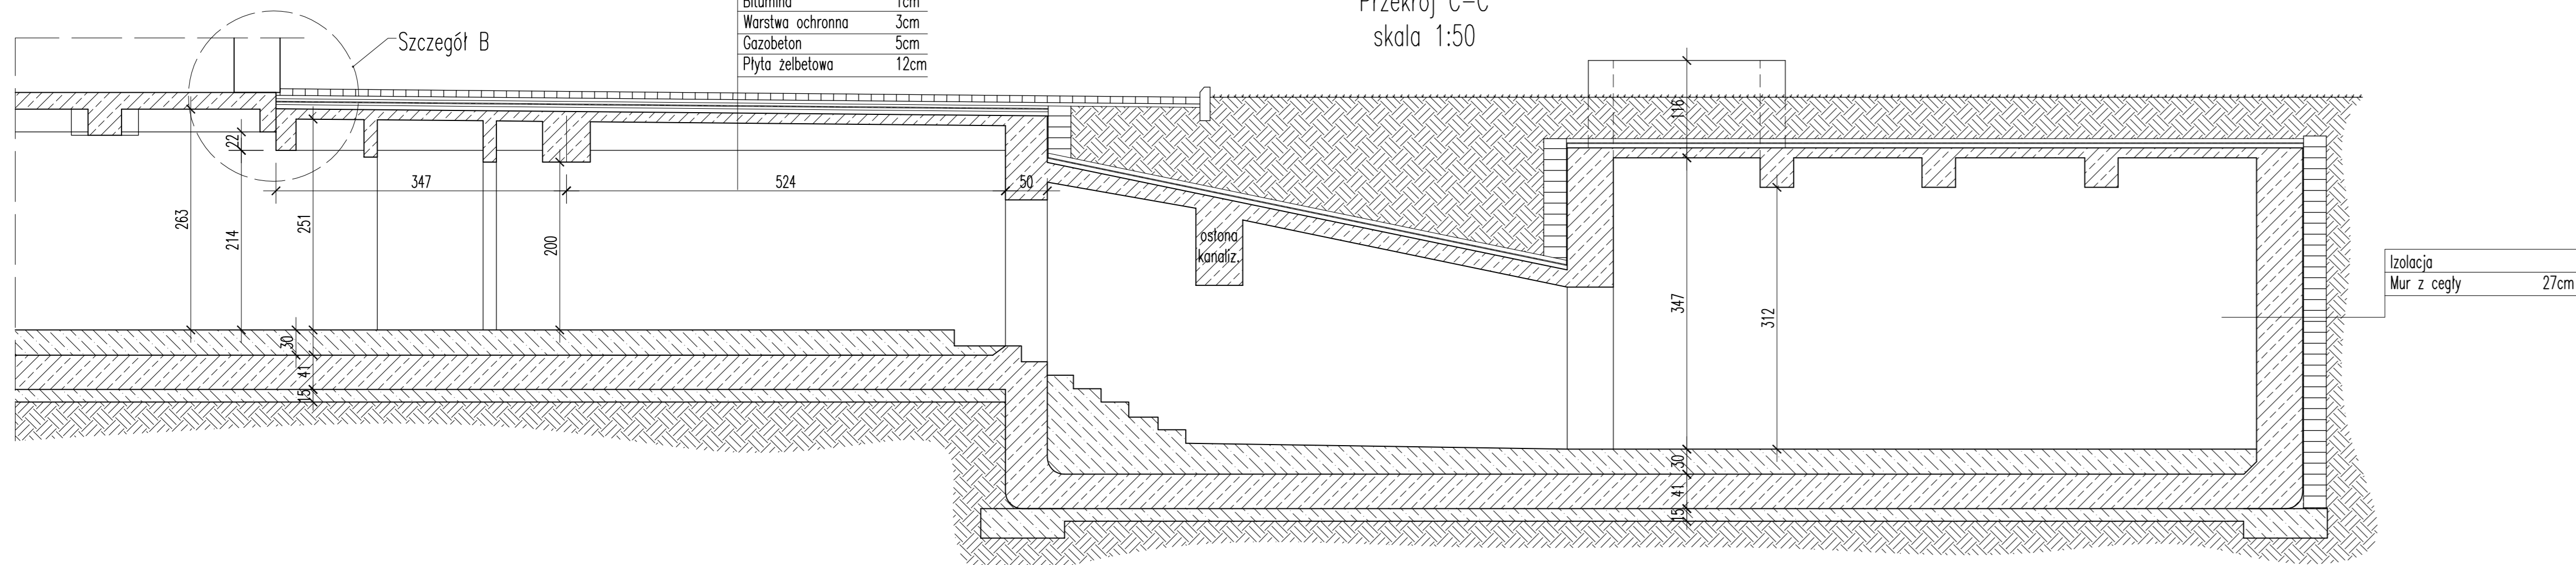 Przekrój C-C
skala 1:50
Szczegół B
Bitumina 1cm
Warstwa ochronna 3cm
Gazobeton 5cm
Płyta żelbetowa 12cm
116
22
347
524
50
263
214
251
200
osłona
kanaliz.
347
312
Izolacja
Mur z cegły 27cm
30
41
15
30
41
15